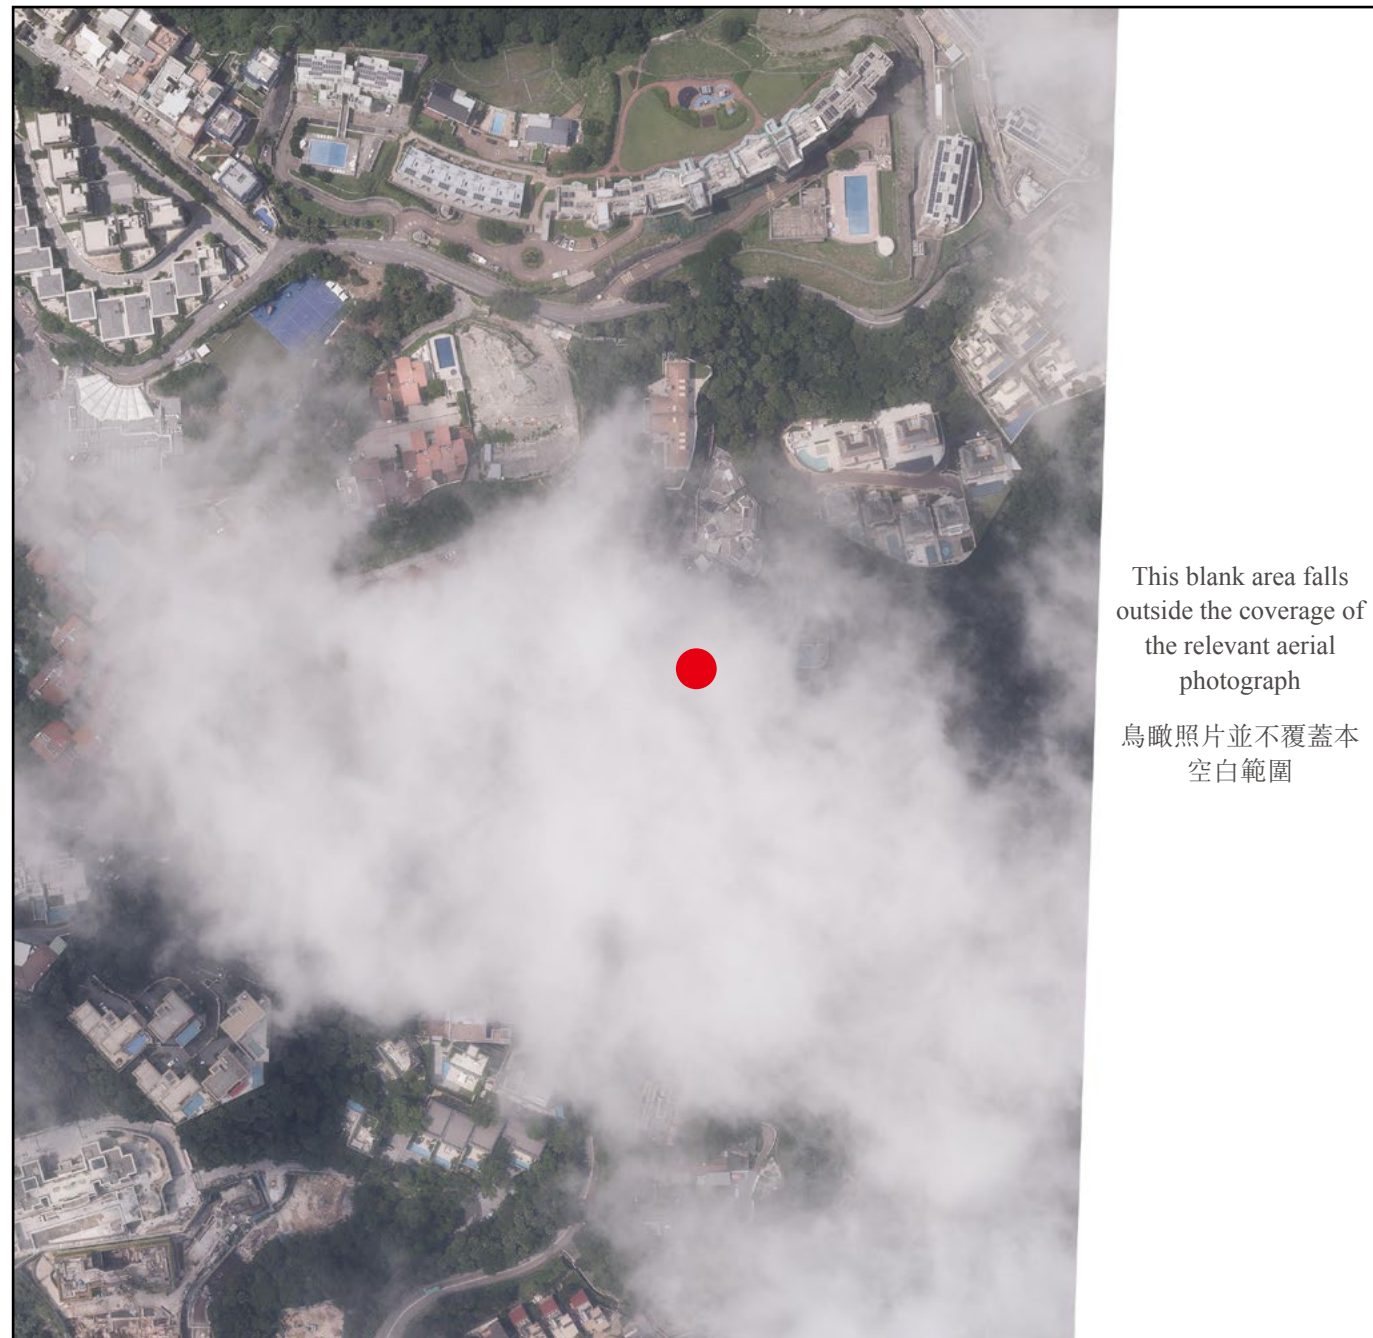 This blank area falls
outside the coverage of
the relevant aerial
photograph
鳥瞰照片並不覆蓋本
空白範圍